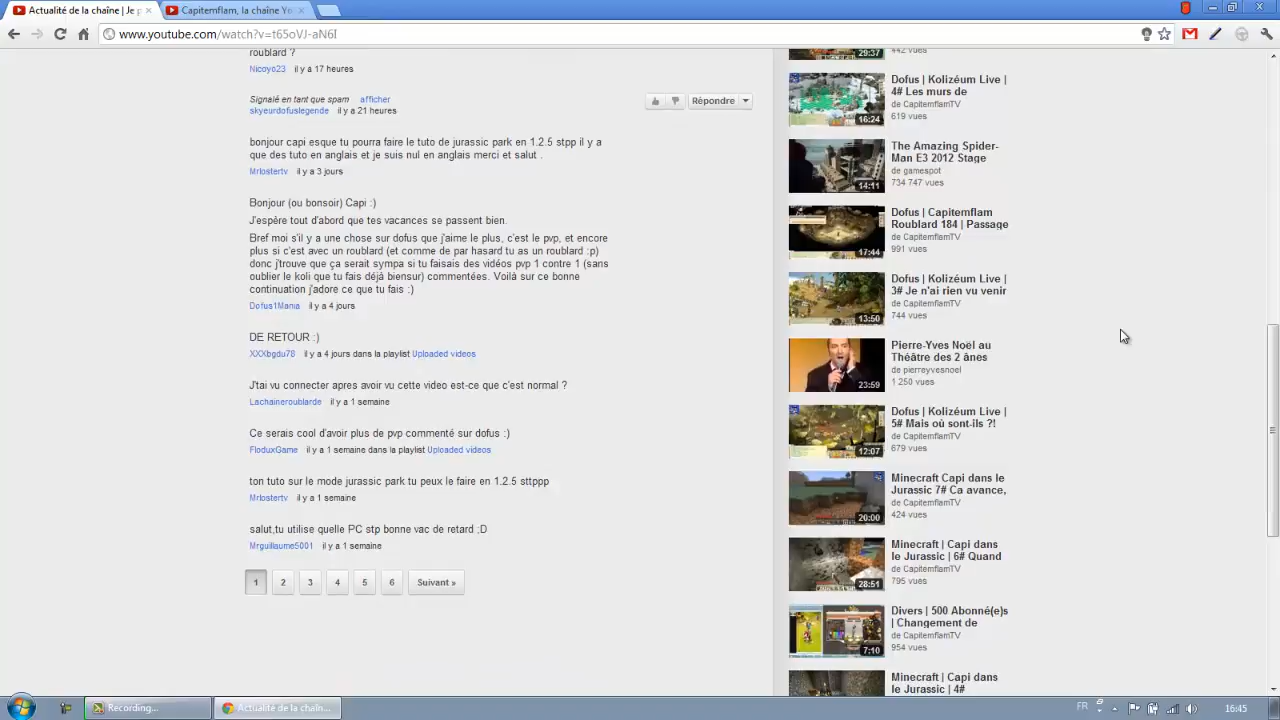 Actualité de la chaîne | Je p
Capitemflam, la chaîne Yo
www.youtube.com/watch?v=t65oVJ-aN6I
roublard ?
Nicoyo23 il y a 17 heures
Signalé en tant que spam afficher
skyeurdofuslegende il y a 21 heures
Répondre
bonjour capi esque tu pourra faire le tuto de jurassic park en 1.2.5 stpp il y a
que des tuto en anglais et je suis nul en anglais merci et salut .
Mrlostertv il y a 3 jours
Bonjour (ou bonsoir) Capi :)
J'espère tout d'abord que tes vacances se passent bien.
Bref moi il y a une chose sur dofus que j'aime le plus, c'est le pvp, et encore
plus si c'est avec un roublard (et comme de par hasard tu as un roublard ;p)
donc j'trouve que ça serait sympa si tu faisais des vidéos pvp 1 contre 1 (sans
oublier le koli que tu fais déjà biensur) commentées. Voilà sur ce bonne
continuation j'adore ce que tu fais :)
Dofus1Mania il y a 4 jours
DE RETOUR :)
XXXbgdu78 il y a 4 jours dans la playlist Uploaded videos
J'tai vu connecter apres avoir vu cette video est-ce que c'est normal ?
Lachaineroublarde il y a 1 semaine
Ce serais cool d'avoir plus de pvp commenté sur dofus :)
FloduxGame il y a 1 semaine dans la playlist Uploaded videos
ton tuto sur le mode jurassic park tu peux le faire en 1.2.5 sttppp
Mrlostertv il y a 1 semaine
salut,tu utilise quelle PC stp bonne vac de retard ;D
Mrguillaume5001 il y a 1 semaine
1 2 3 4 5 6 Suivant »
29:37
442 vues
Dofus | Kolizéum Live |
4# Les murs de
de CapitemflamTV
619 vues
16:24
The Amazing Spider-
Man E3 2012 Stage
de gamespot
734 747 vues
14:11
Dofus | Capitemflam
Roublard 184 | Passage
de CapitemflamTV
991 vues
17:44
Dofus | Kolizéum Live |
3# Je n'ai rien vu venir
de CapitemflamTV
744 vues
13:50
Pierre-Yves Noël au
Théâtre des 2 ânes
de pierreyvesnoel
1 250 vues
23:59
Dofus | Kolizéum Live |
5# Mais où sont-ils ?!
de CapitemflamTV
679 vues
12:07
Minecraft Capi dans le
Jurassic 7# Ca avance,
de CapitemflamTV
424 vues
20:00
Minecraft | Capi dans
le Jurassic | 6# Quand
de CapitemflamTV
795 vues
28:51
Divers | 500 Abonné(e)s
| Changement de
de CapitemflamTV
954 vues
7:10
Minecraft | Capi dans
le Jurassic | 4#
Recording...
Actualité de la chaîn...
FR
16:45